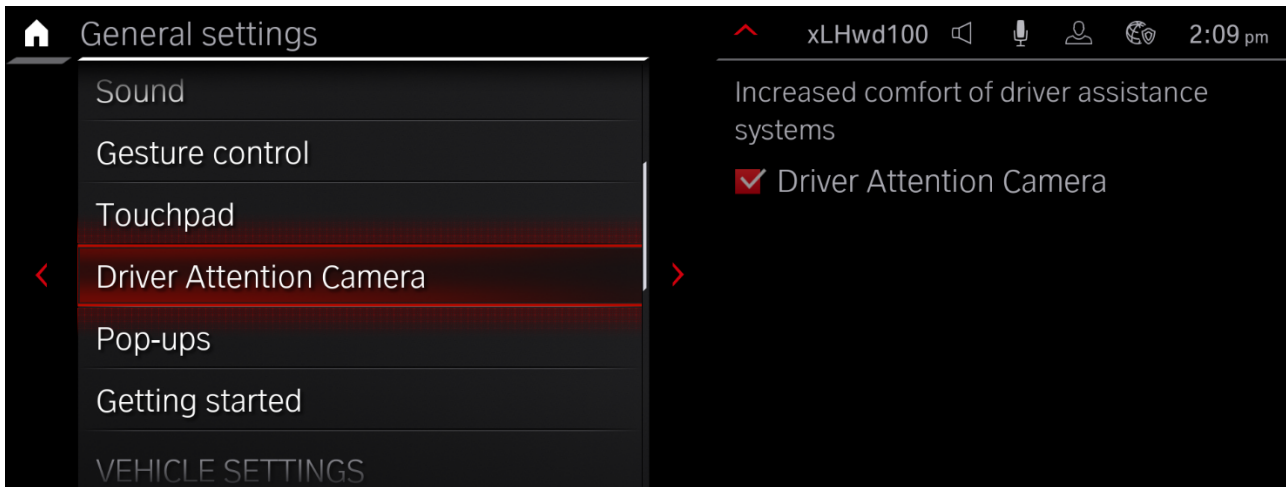 General settings
xLHwd100
2:09 pm
Sound
Gesture control
Touchpad
Driver Attention Camera
Pop-ups
Getting started
VEHICLE SETTINGS
Increased comfort of driver assistance
systems
Driver Attention Camera